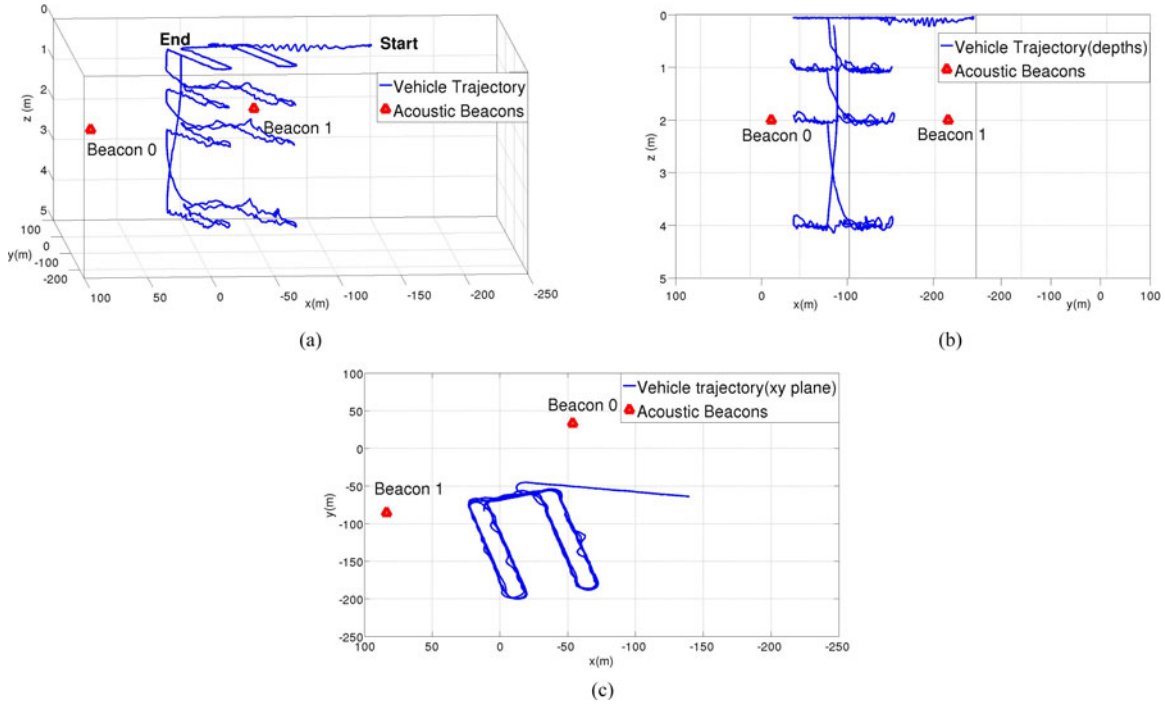 0
1
2
3
4
5
z (m)
100
0
-100
-200
y(m)
100
50
0
-50
-100
-150
-200
-250
x(m)
End
Start
Vehicle Trajectory
Acoustic Beacons
Beacon 0
Beacon 1
(a)
0
1
2
3
4
5
z (m)
100
0
-100
-200
-100
0
100
x(m)
y(m)
Vehicle Trajectory(depths)
Acoustic Beacons
Beacon 0
Beacon 1
(b)
100
50
0
-50
-100
-150
-200
-250
y(m)
100
50
0
-50
-100
-150
-200
-250
x(m)
Vehicle trajectory(xy plane)
Acoustic Beacons
Beacon 0
Beacon 1
(c)